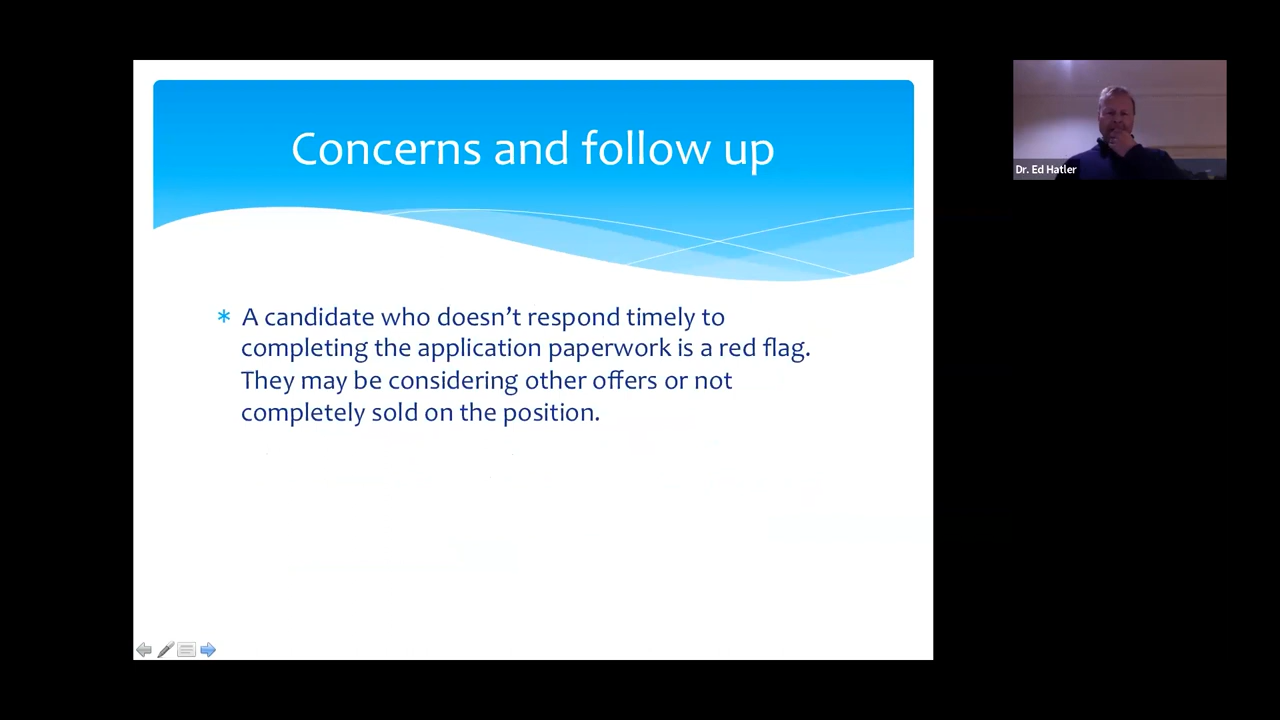 Concerns and follow up
* A candidate who doesn't respond timely to
completing the application paperwork is a red flag.
They may be considering other offers or not
completely sold on the position.
Dr. Ed Hatler